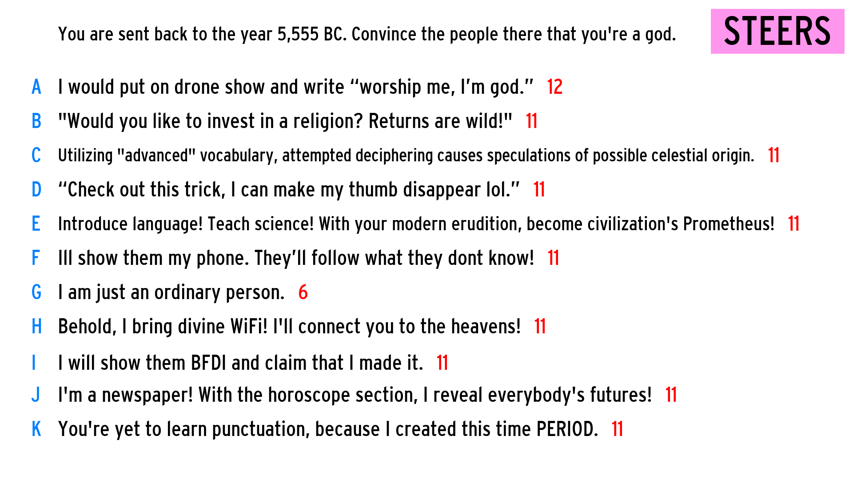 You are sent back to the year 5,555 BC. Convince the people there that you're a god.
STEERS
A I would put on drone show and write “worship me, I’m god.” 12
B "Would you like to invest in a religion? Returns are wild!" 11
C Utilizing "advanced" vocabulary, attempted deciphering causes speculations of possible celestial origin. 11
D “Check out this trick, I can make my thumb disappear lol.” 11
E Introduce language! Teach science! With your modern erudition, become civilization's Prometheus! 11
F Ill show them my phone. They’ll follow what they dont know! 11
G I am just an ordinary person. 6
H Behold, I bring divine WiFi! I'll connect you to the heavens! 11
I I will show them BFDI and claim that I made it. 11
J I'm a newspaper! With the horoscope section, I reveal everybody's futures! 11
K You're yet to learn punctuation, because I created this time PERIOD. 11